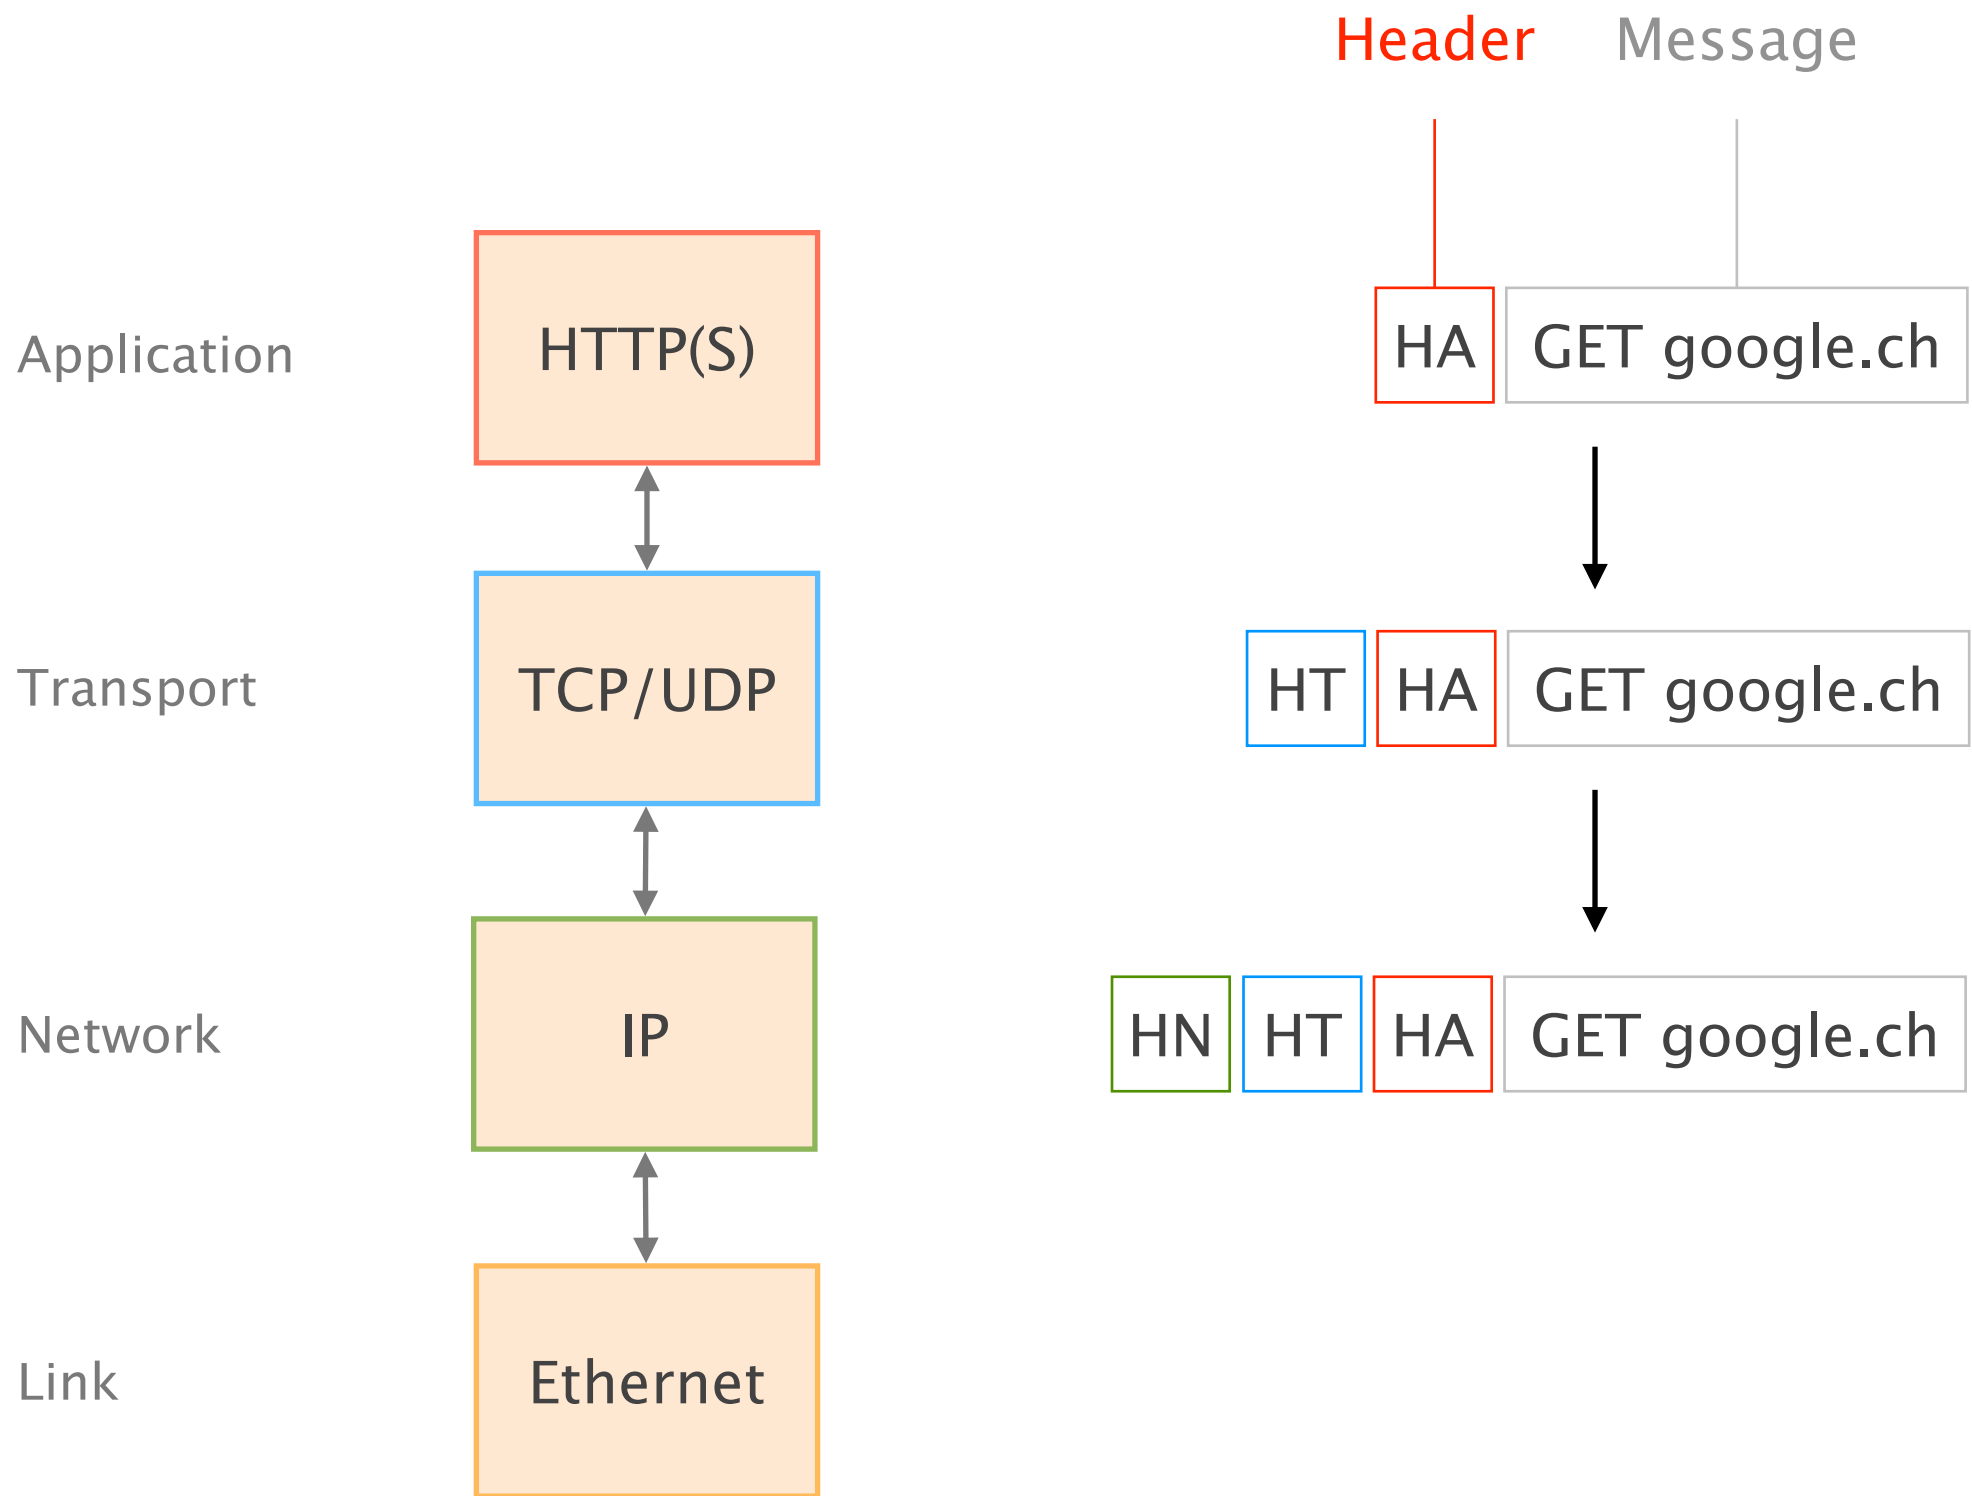 Header Message
Application HTTP(S) HA GET google.ch
Transport TCP/UDP HT HA GET google.ch
Network IP HN HT HA GET google.ch
Link Ethernet